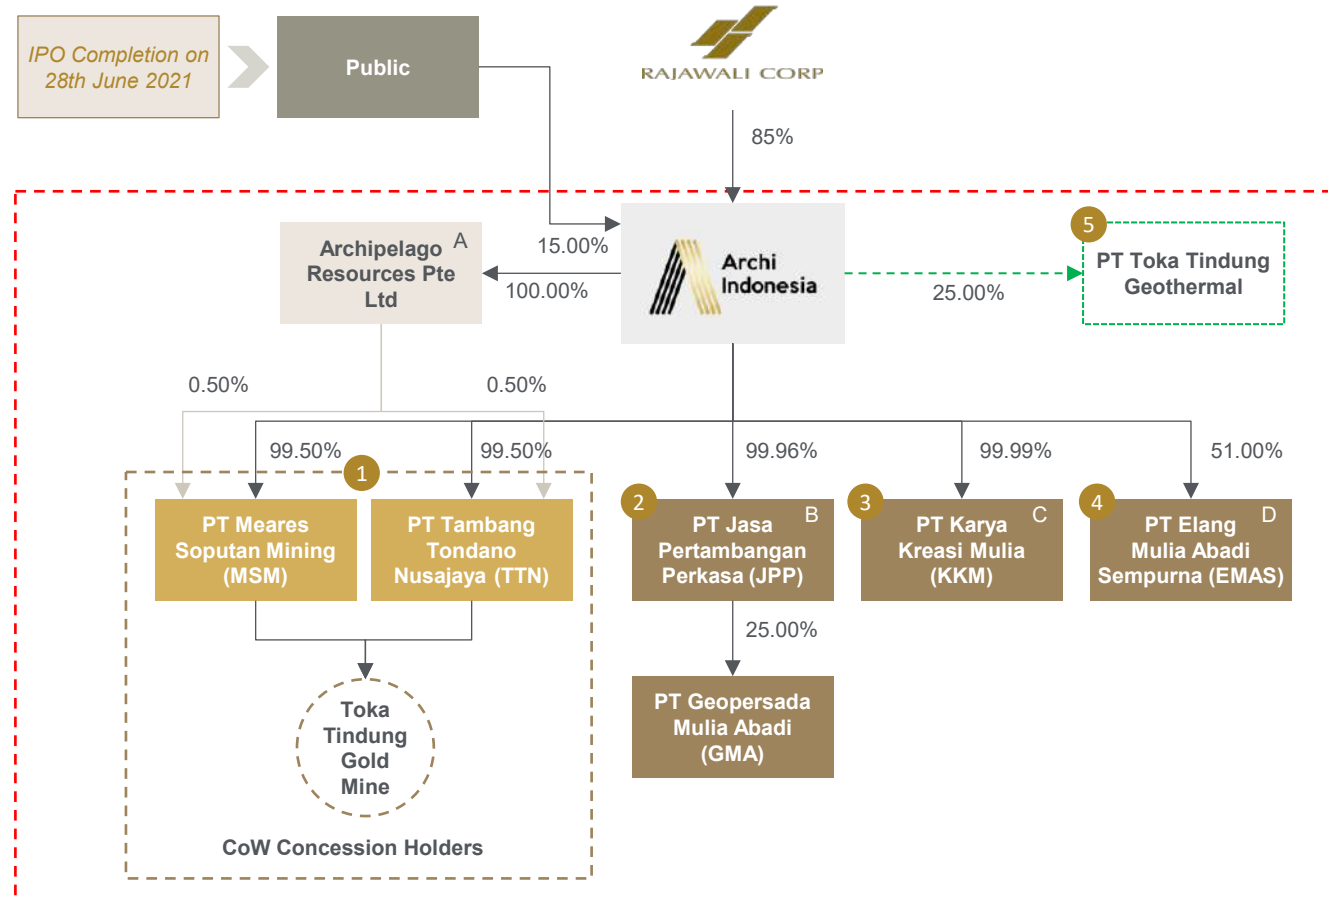 IPO Completion on
28th June 2021
Public
RAJAWALI CORP
85%
15.00%
100.00%
Archipelago A
Resources Pte
Ltd
Archi
Indonesia
25.00%
5
PT Toka Tindung
Geothermal
0.50%
0.50%
99.50%
99.50%
99.96%
99.99%
51.00%
1
PT Meares
Soputan Mining
(MSM)
PT Tambang
Tondano
Nusajaya (TTN)
2
PT Jasa B
Pertambangan
Perkasa (JPP)
3
PT Karya C
Kreasi Mulia
(KKM)
4
PT Elang D
Mulia Abadi
Sempurna (EMAS)
25.00%
PT Geopersada
Mulia Abadi
(GMA)
Toka
Tindung
Gold
Mine
CoW Concession Holders